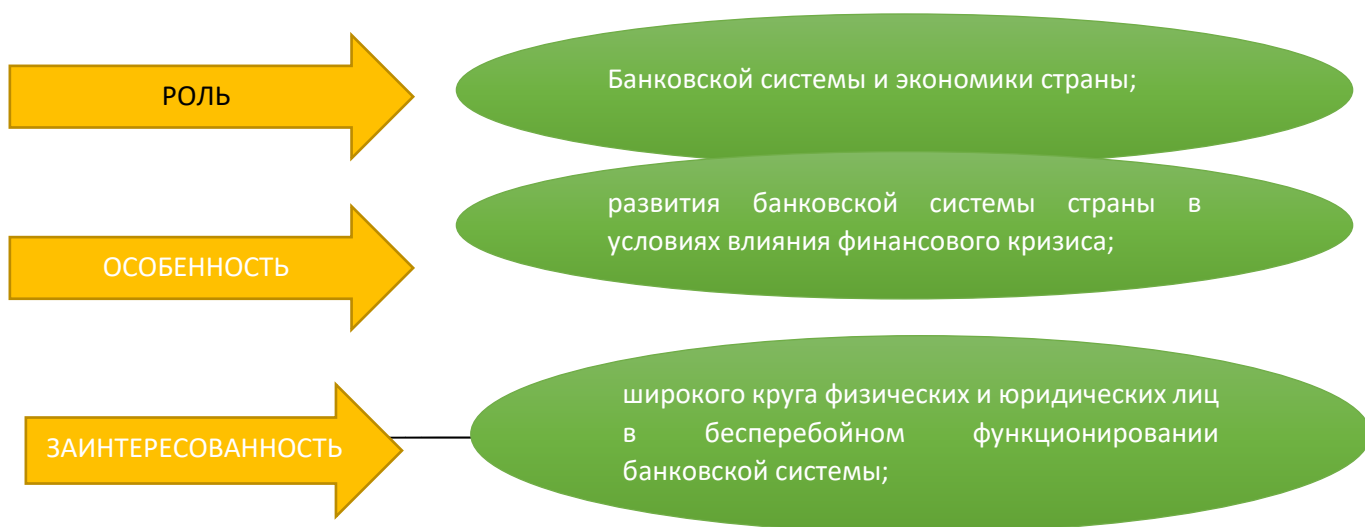 РОЛЬ
Банковской системы и экономики страны;
ОСОБЕННОСТЬ
развития банковской системы страны в
условиях влияния финансового кризиса;
ЗАИНТЕРЕСОВАННОСТЬ
широкого круга физических и юридических лиц
в бесперебойном функционировании
банковской системы;